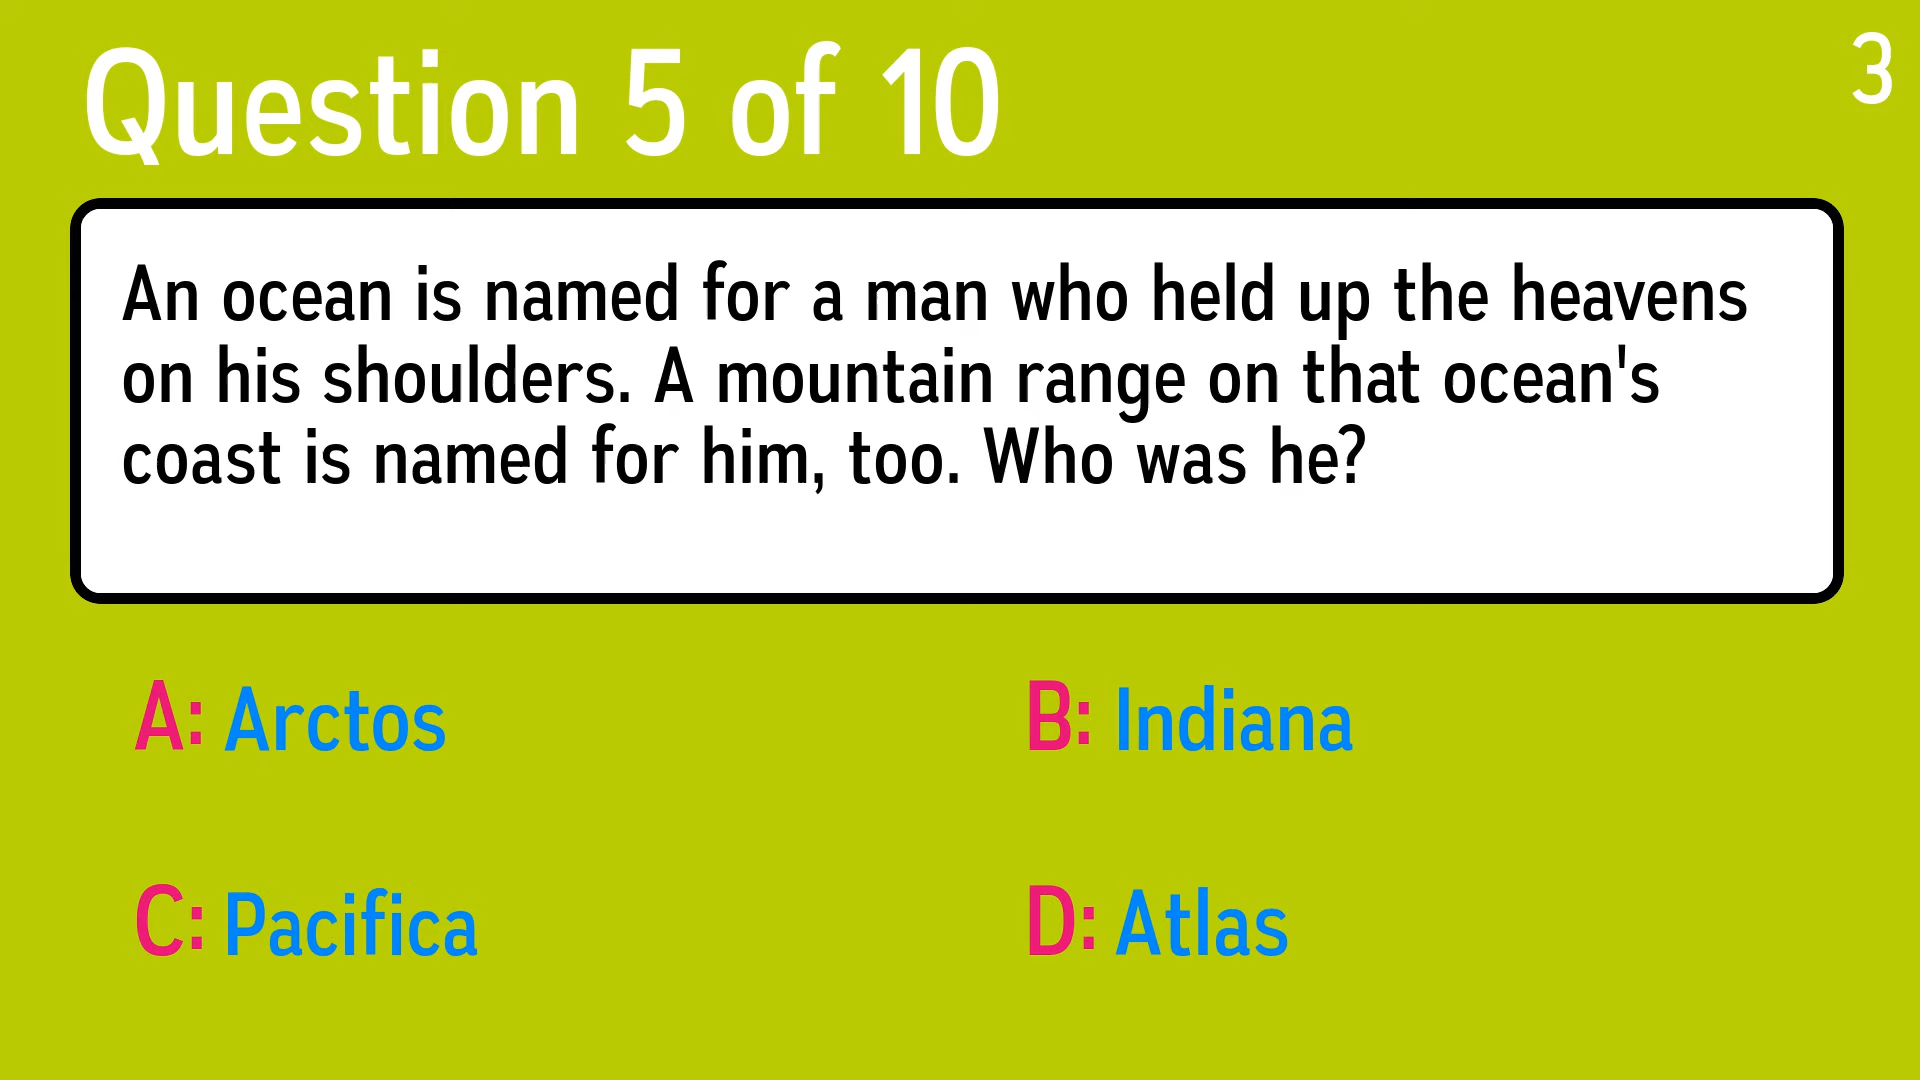 Question 5 of 10
3
An ocean is named for a man who held up the heavens
on his shoulders. A mountain range on that ocean's
coast is named for him, too. Who was he?
A: Arctos
B: Indiana
C: Pacifica
D: Atlas